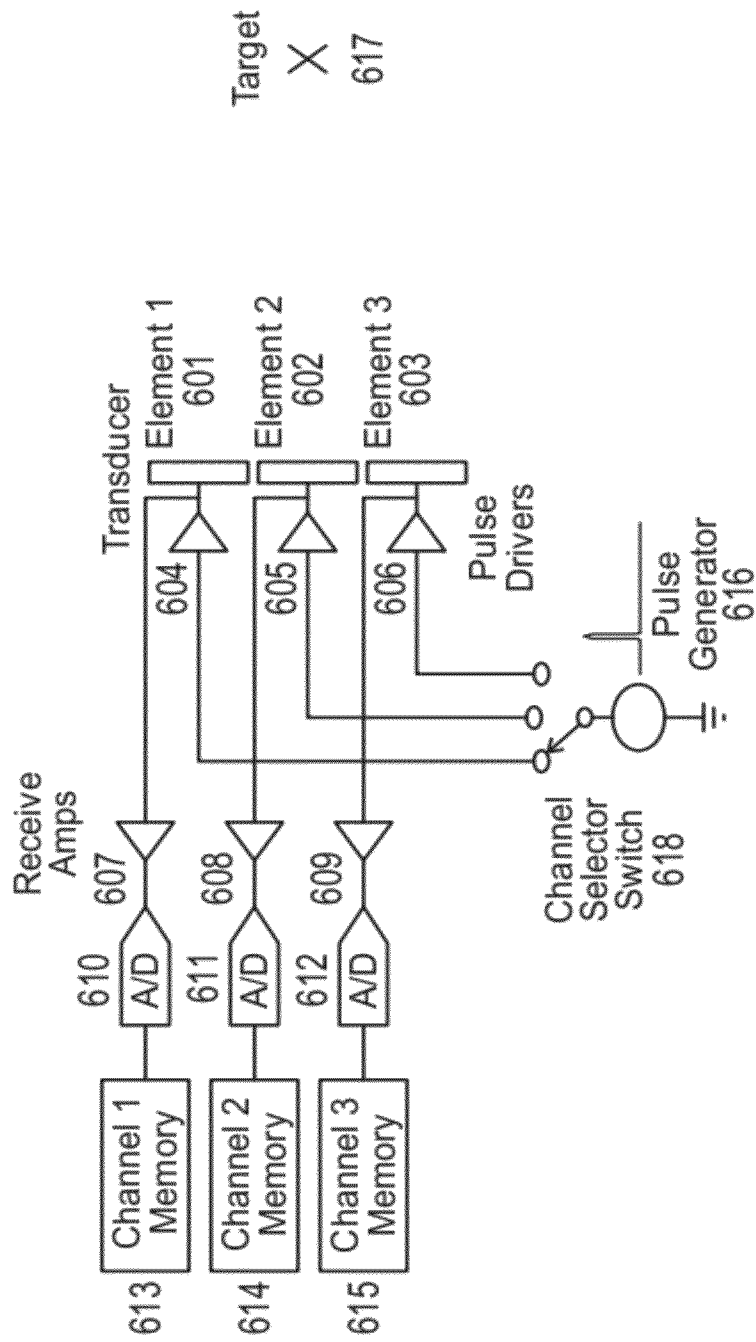 Target
617
Transducer
Element 1
601
Element 2
602
Element 3
603
604
605
606
Pulse
Drivers
Pulse
Generator
616
Receive
Amps
607
608
609
610
A/D
611
A/D
612
A/D
Channel
Selector
Switch
618
Channel 1
Memory
613
Channel 2
Memory
614
Channel 3
Memory
615